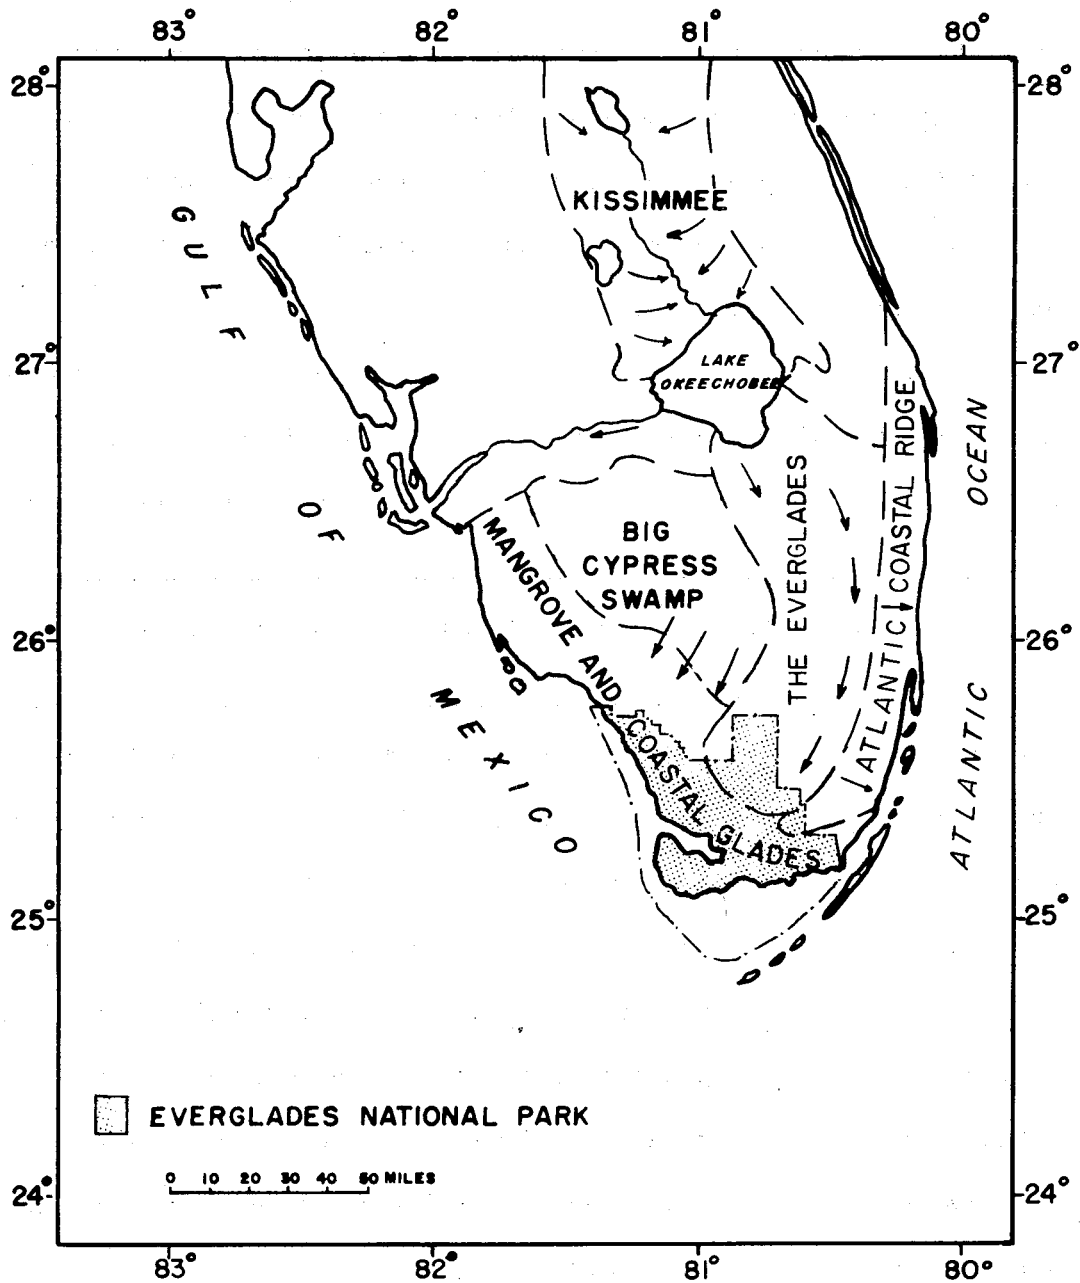 83° 82° 81° 80°
28° 28°
KISSIMMEE
GULF
27° 27°
LAKE
OKEECHOBEE
OCEAN
ATLANTIC COASTAL RIDGE
THE EVERGLADES
OF
BIG
CYPRESS
SWAMP
MANGROVE AND
COASTAL GLADES
26° 26°
MEXICO
ATLANTIC
25° 25°
EVERGLADES NATIONAL PARK
0 10 20 30 40 50 MILES
24° 24°
83° 82° 81° 80°